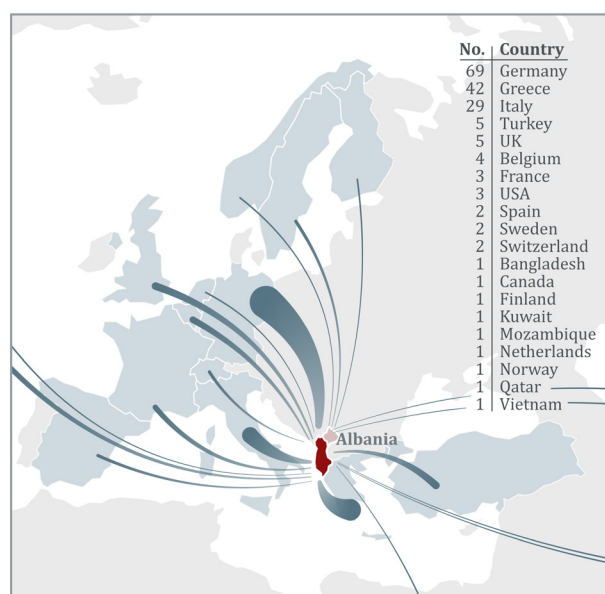 No. Country
69 Germany
42 Greece
29 Italy
5 Turkey
5 UK
4 Belgium
3 France
3 USA
2 Spain
2 Sweden
2 Switzerland
1 Bangladesh
1 Canada
1 Finland
1 Kuwait
1 Mozambique
1 Netherlands
1 Norway
1 Qatar
1 Vietnam
Albania